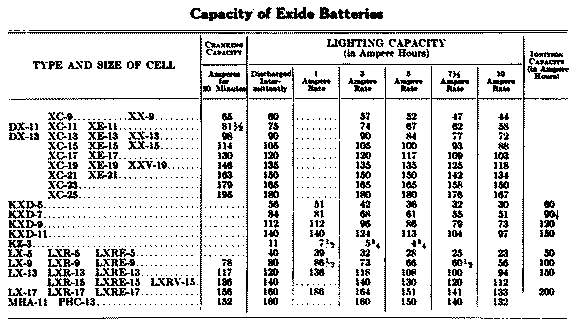 Capacity of Exide Batteries
TYPE AND SIZE OF CELL
CRANKING CAPACITY
LIGHTING CAPACITY
(in Ampere Hours)
IGNITION CAPACITY (in Ampere Hours)
Amperes for 20 Minutes Discharged Intermittently 1 Ampere Rate 3 Ampere Rate 5 Ampere Rate 7½ Ampere Rate 10 Ampere Rate
XC-9 XX-9 65 60 57 52 47 44
DX-11 XC-11 XE-11 81½ 75 74 67 62 58
DX-13 XC-13 XE-13 XX-13 98 90 90 84 77 72
XC-15 XE-15 XX-15 114 105 105 100 93 88
XC-17 XE-17 130 120 120 117 109 103
XC-19 XE-19 XXV-19 146 135 135 135 125 118
XC-21 XE-21 163 150 150 150 142 134
XC-23 179 165 165 165 158 150
XC-25 195 180 180 180 176 167
KXD-5 56 51 42 36 32 30 60
KXD-7 84 81 68 61 55 51 90
KXD-9 112 112 96 86 79 73 120
KXD-11 140 140 124 113 104 97 150
KZ-3 11 7½
LX-5 LXR-5 LXRE-5 40 39 32 28 25 23 50
LX-9 LXR-9 LXRE-9 78 80 86½ 73 66 60½ 56 100
LX-13 LXR-13 LXRE-13 117 120 136 118 108 100 94 150
LXR-15 LXRE-15 LXRV-15 136 140 140 130 120 112
LX-17 LXR-17 LXRE-17 156 160 186 164 151 141 133 200
MHA-11 PHC-13 152 160 160 150 140 132